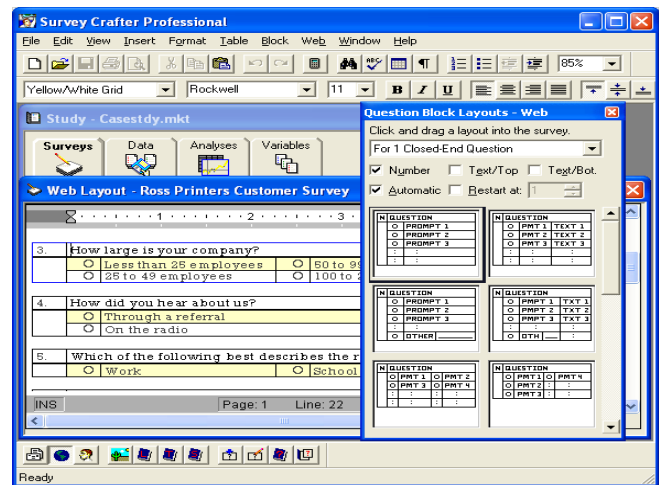 Survey Crafter Professional
File Edit View Insert Format Table Block Web Window Help
85%
Yellow/White Grid Rockwell 11 B I U
Question Block Layouts - Web
Click and drag a layout into the survey.
For 1 Closed-End Question
Number Text/Top Text/Bot.
Automatic Restart at: 1
N QUESTION
O PROMPT 1
O PROMPT 2
O PROMPT 3
N QUESTION
O PMT 1 TEXT 1
O PMT 2 TEXT 2
O PMT 3 TEXT 3
N QUESTION
O PROMPT 1
O PROMPT 2
O PROMPT 3
O OTHER
N QUESTION
O PMPT 1 TXT 1
O PMPT 2 TXT 2
O PMPT 3 TXT 3
O OTH
N QUESTION
O PMT 1 O PMT 2
O PMT 3 O PMT 4
N QUESTION
O PMT 1 O PMT 4
O PMT 2
O PMT 3
Study - Casestdy.mkt
Surveys Data Analyses Variables
Web Layout - Ross Printers Customer Survey
1 2 3
3. How large is your company?
Less than 25 employees 50 to 99
25 to 49 employees 100 to 2
4. How did you hear about us?
Through a referral
On the radio
5. Which of the following best describes the r
Work School
INS Page: 1 Line: 22
Ready